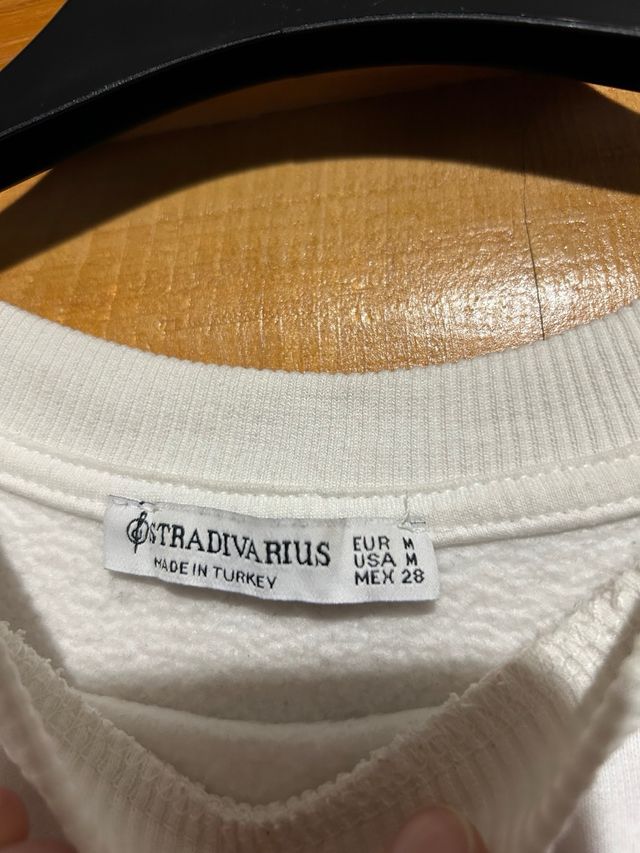 STRADIVARIUS
MADE IN TURKEY
EUR M
USA M
MEX 28